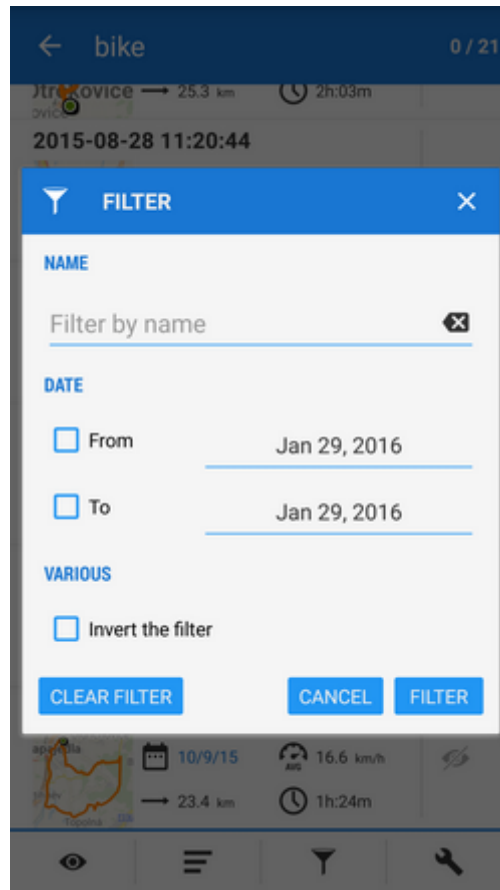 bike 0 / 21
Otrokovice 25.3 km 2h:03m
2015-08-28 11:20:44
FILTER
NAME
Filter by name
DATE
From Jan 29, 2016
To Jan 29, 2016
VARIOUS
Invert the filter
CLEAR FILTER CANCEL FILTER
10/9/15 AVG 16.6 km/h
23.4 km 1h:24m
Topolná